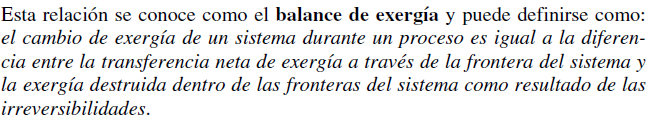 Esta relación se conoce como el balance de exergía y puede definirse como:
el cambio de exergía de un sistema durante un proceso es igual a la diferen-
cia entre la transferencia neta de exergía a través de la frontera del sistema y
la exergía destruida dentro de las fronteras del sistema como resultado de las
irreversibilidades.